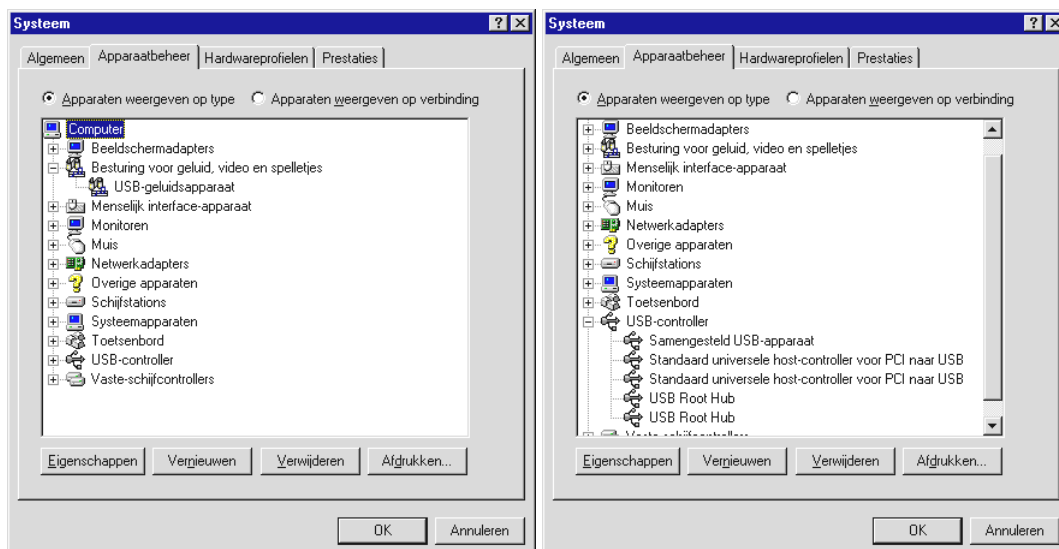 Systeem
Algemeen Apparaatbeheer Hardwareprofielen Prestaties
Apparaten weergeven op type Apparaten weergeven op verbinding
Computer
Beeldschermadapters
Besturing voor geluid, video en spelletjes
USB-geluidsapparaat
Menselijk interface-apparaat
Monitoren
Muis
Netwerkadapters
Overige apparaten
Schijfstations
Systeemapparaten
Toetsenbord
USB-controller
Vaste-schijfcontrollers
Eigenschappen Vernieuwen Verwijderen Afdrukken...
OK Annuleren
Systeem
Algemeen Apparaatbeheer Hardwareprofielen Prestaties
Apparaten weergeven op type Apparaten weergeven op verbinding
Beeldschermadapters
Besturing voor geluid, video en spelletjes
Menselijk interface-apparaat
Monitoren
Muis
Netwerkadapters
Overige apparaten
Schijfstations
Systeemapparaten
Toetsenbord
USB-controller
Samengesteld USB-apparaat
Standaard universele host-controller voor PCI naar USB
Standaard universele host-controller voor PCI naar USB
USB Root Hub
USB Root Hub
Vaste-schijfcontrollers
Eigenschappen Vernieuwen Verwijderen Afdrukken...
OK Annuleren